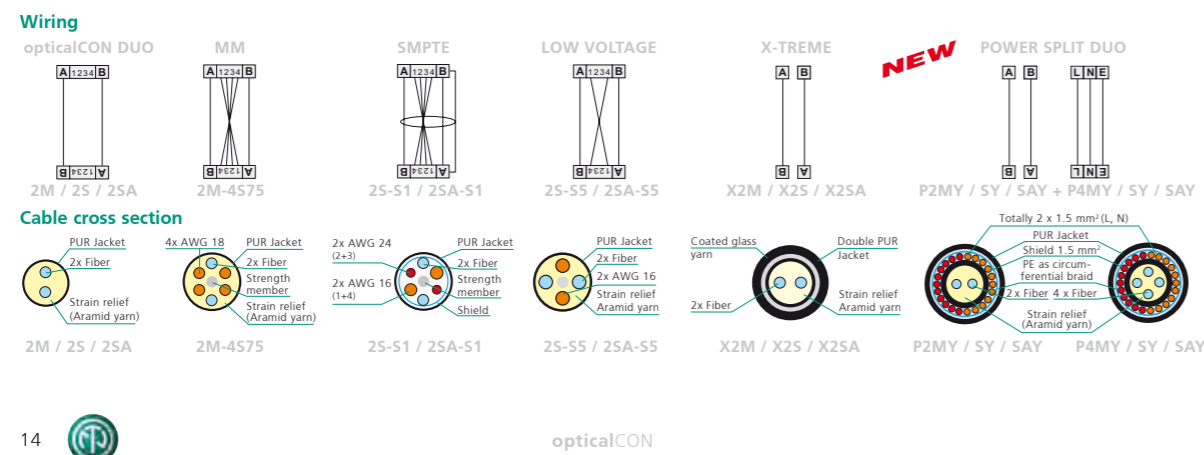 Wiring
opticalCON DUO
MM
SMPTE
LOW VOLTAGE
X-TREME
NEW
POWER SPLIT DUO
A 1234 B
A 1234 B
A 1234 B
A 1234 B
A B
A B
L N E
B 1234 A
B 1234 A
B 1234 A
B 1234 A
B A
B A
L N E
2M / 2S / 2SA
2M-4S75
2S-S1 / 2SA-S1
2S-S5 / 2SA-S5
X2M / X2S / X2SA
P2MY / SY / SAY + P4MY / SY / SAY
Cable cross section
PUR Jacket
2x Fiber
Strain relief
(Aramid yarn)
4x AWG 18
PUR Jacket
2x Fiber
Strength
member
Strain relief
(Aramid yarn)
2x AWG 24
(2+3)
2x AWG 16
(1+4)
PUR Jacket
2x Fiber
Strength
member
Shield
PUR Jacket
2x Fiber
2x AWG 16
Strain relief
Aramid yarn
Coated glass
yarn
2x Fiber
Double PUR
Jacket
Strain relief
Aramid yarn
Totally 2 x 1.5 mm² (L, N)
PUR Jacket
Shield 1.5 mm²
PE as circum-
ferential braid
2 x Fiber 4 x Fiber
Strain relief
(Aramid yarn)
2M / 2S / 2SA
2M-4S75
2S-S1 / 2SA-S1
2S-S5 / 2SA-S5
X2M / X2S / X2SA
P2MY / SY / SAY
P4MY / SY / SAY
14
opticalCON